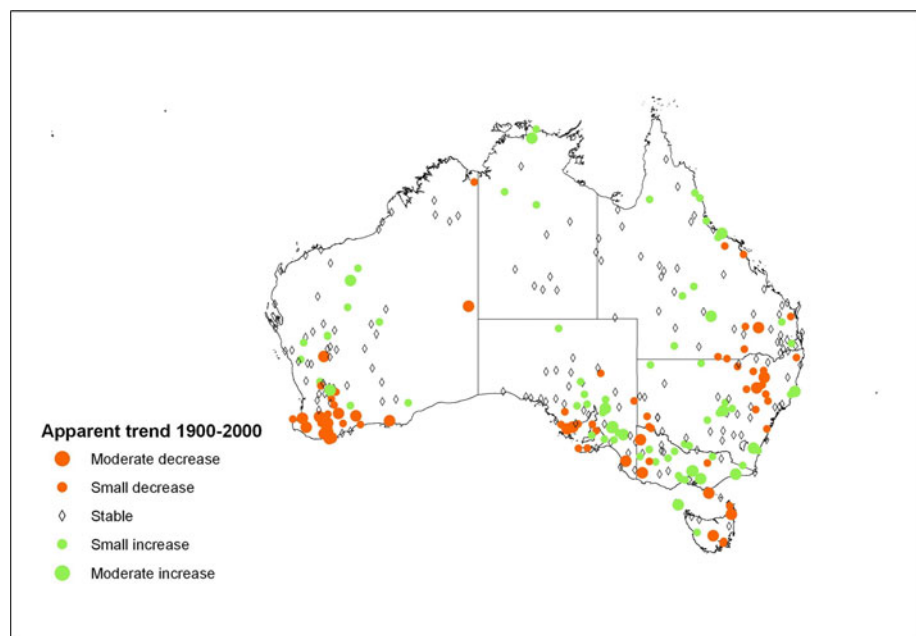 Apparent trend 1900-2000
Moderate decrease
Small decrease
Stable
Small increase
Moderate increase